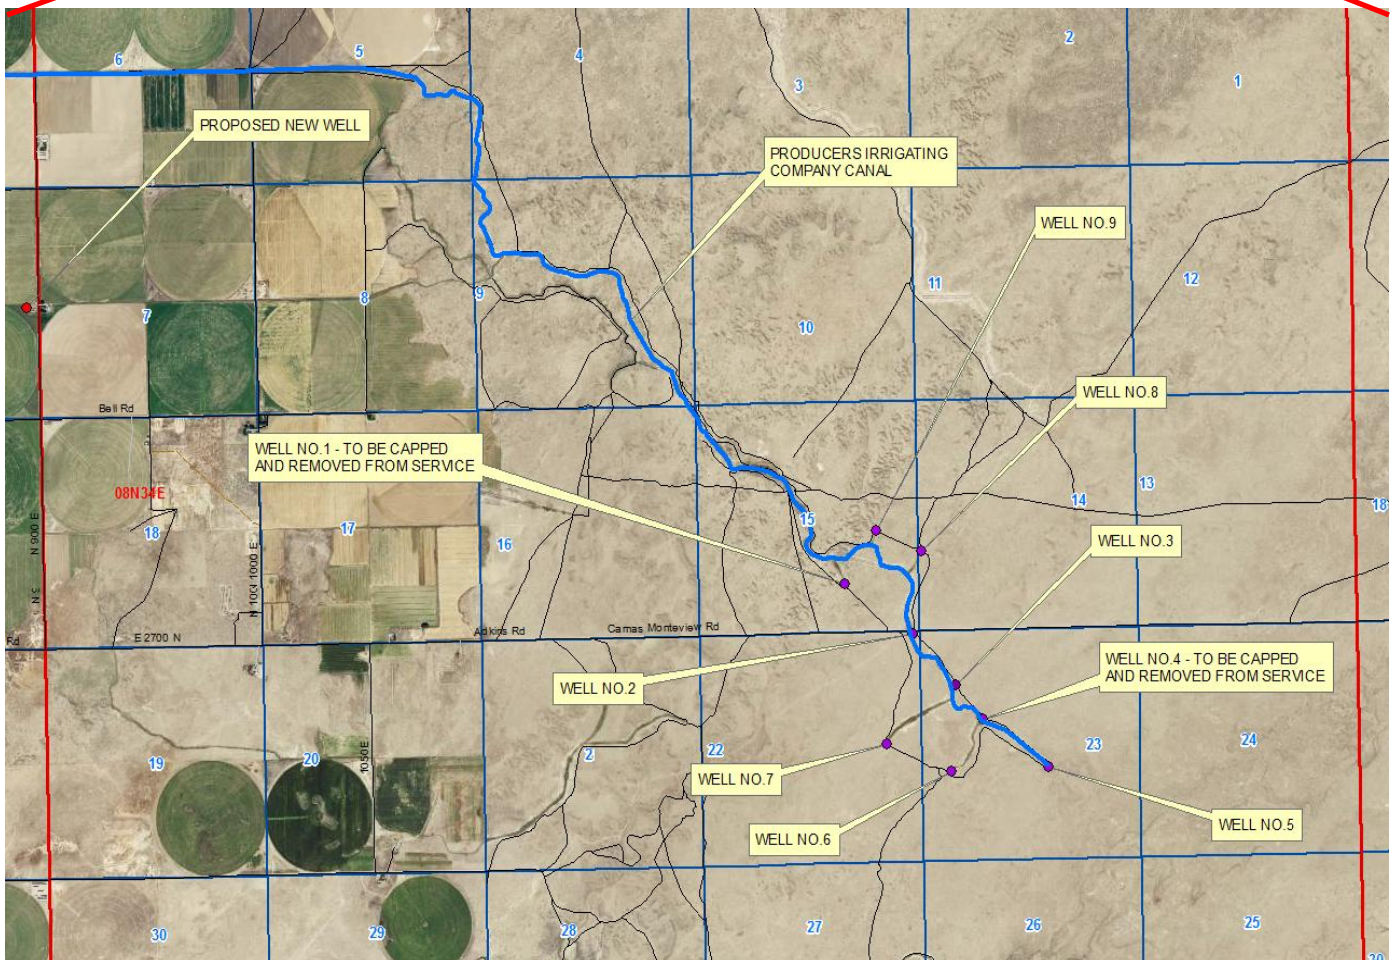 6
5
4
3
2
1
PROPOSED NEW WELL
PRODUCERS IRRIGATING
COMPANY CANAL
WELL NO.9
7
8
9
10
11
12
WELL NO.8
Bell Rd
WELL NO.1 - TO BE CAPPED
AND REMOVED FROM SERVICE
08N34E
18
17
16
15
14
13
18
N 900 E
N 1000 E
WELL NO.3
E 2700 N
Adkins Rd
Camas Monteview Rd
Rd
WELL NO.2
WELL NO.4 - TO BE CAPPED
AND REMOVED FROM SERVICE
19
20
1050 E
2
22
23
24
WELL NO.7
WELL NO.6
WELL NO.5
30
29
28
27
26
25